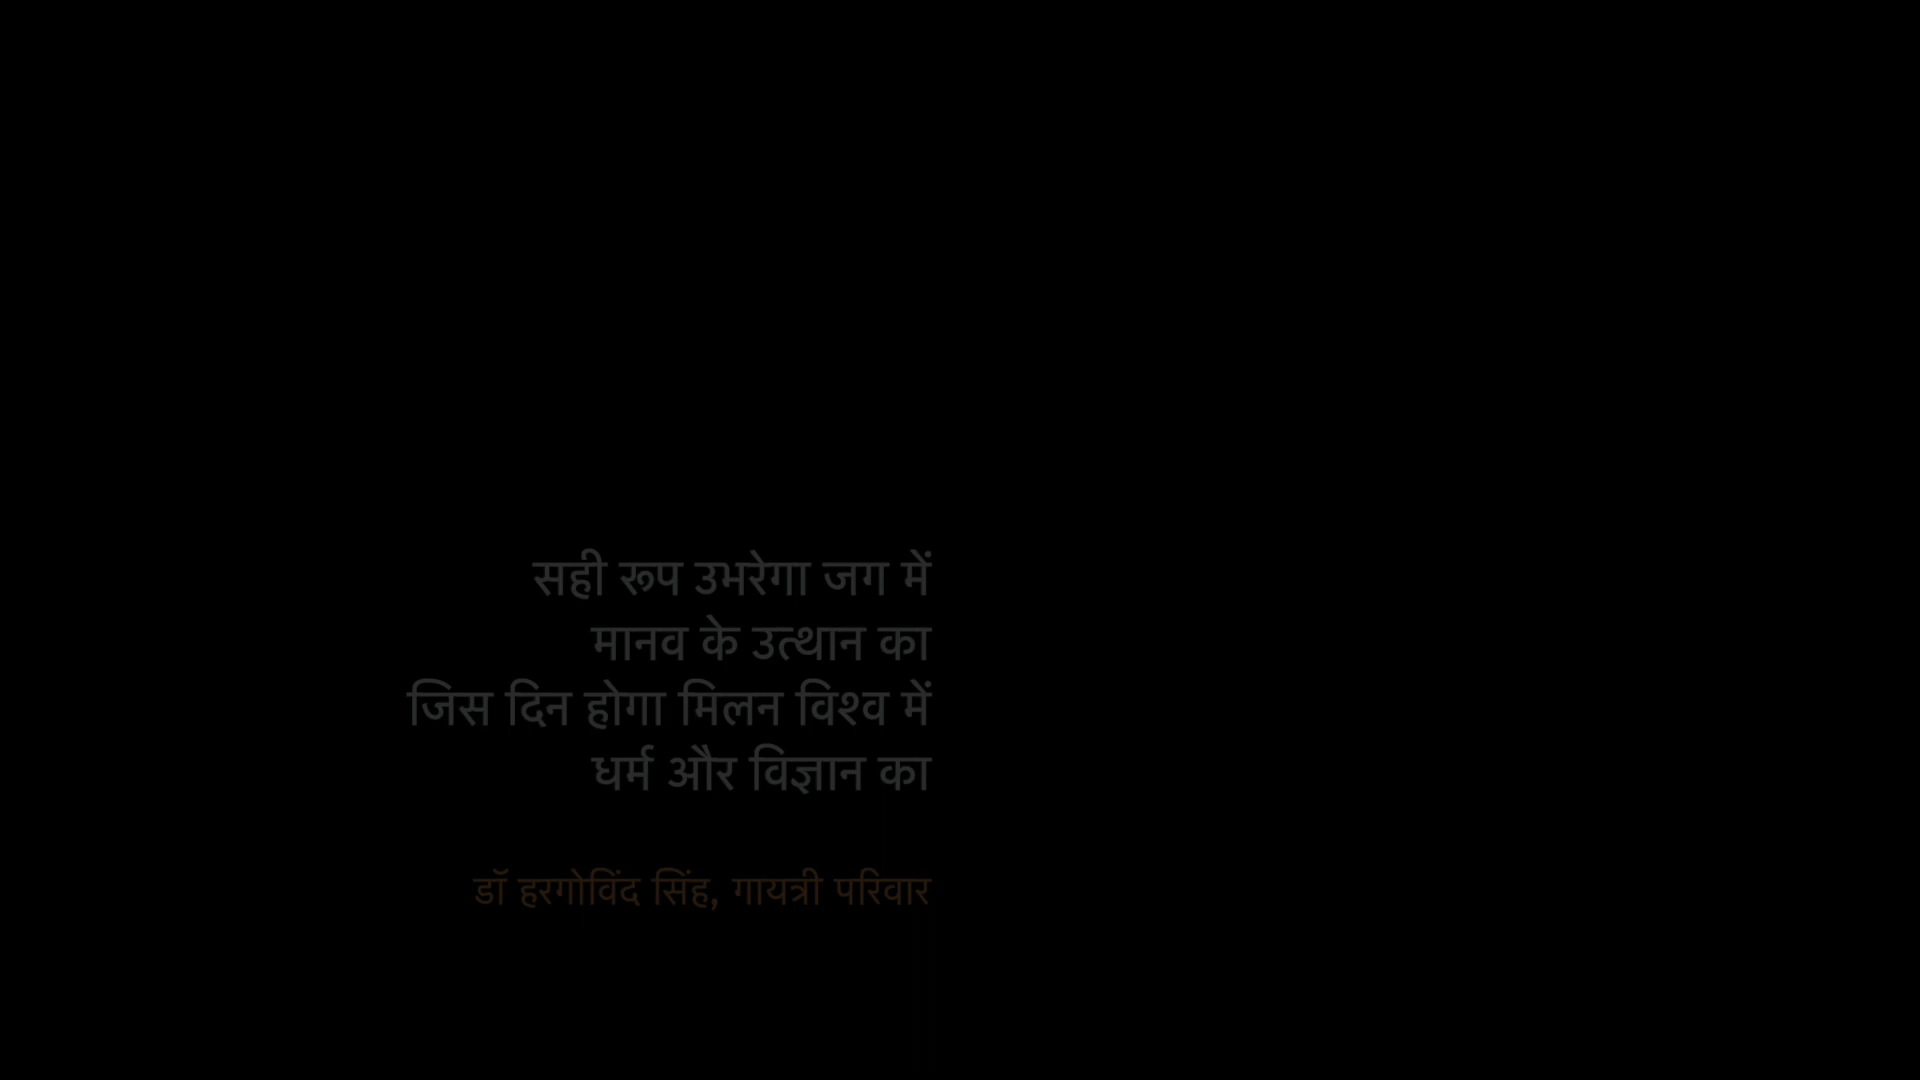 सही रूप उभरेगा जग में
मानव के उत्थान का
जिस दिन होगा मिलन विश्व में
धर्म और विज्ञान का
डॉ हरगोविंद सिंह, गायत्री परिवार